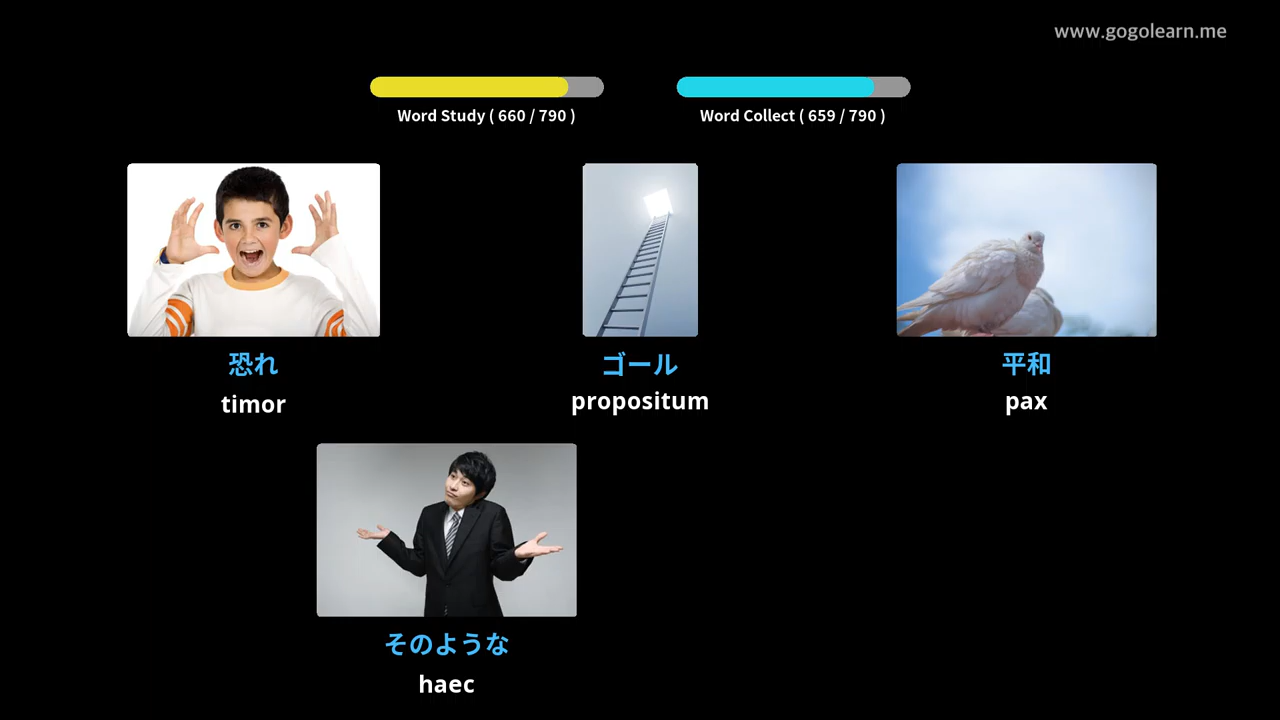 www.gogolearn.me
Word Study ( 660 / 790 )
Word Collect ( 659 / 790 )
恐れ
timor
ゴール
propositum
平和
pax
そのような
haec